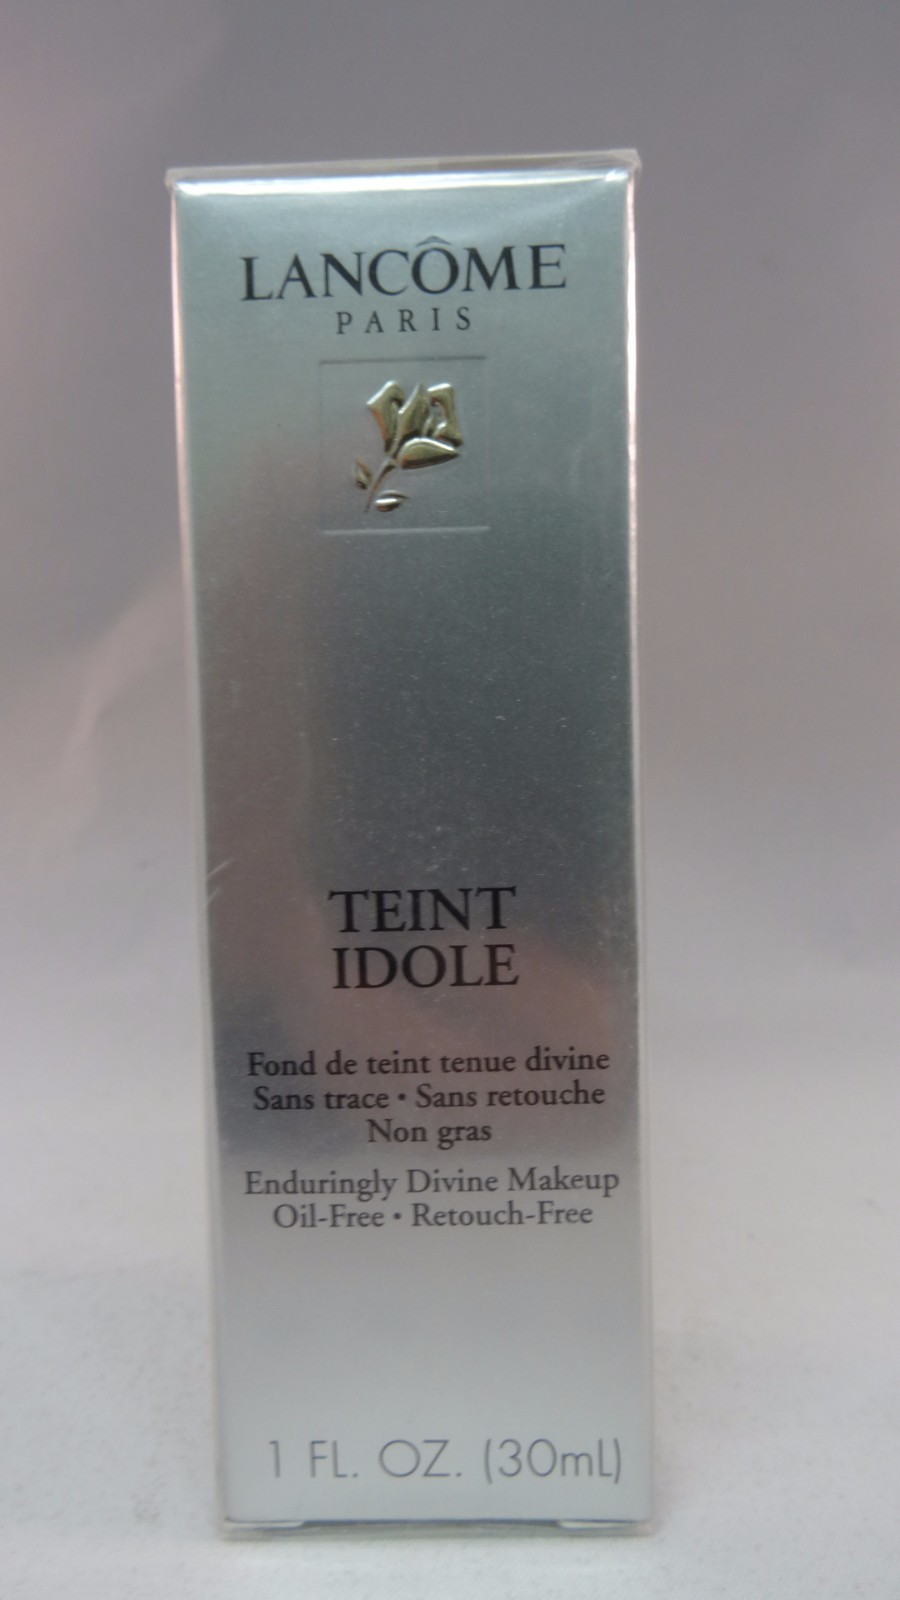 LANCÔME
PARIS
TEINT
IDOLE
Fond de teint tenue divine
Sans trace • Sans retouche
Non gras
Enduringly Divine Makeup
Oil-Free • Retouch-Free
1 FL. OZ. (30mL)